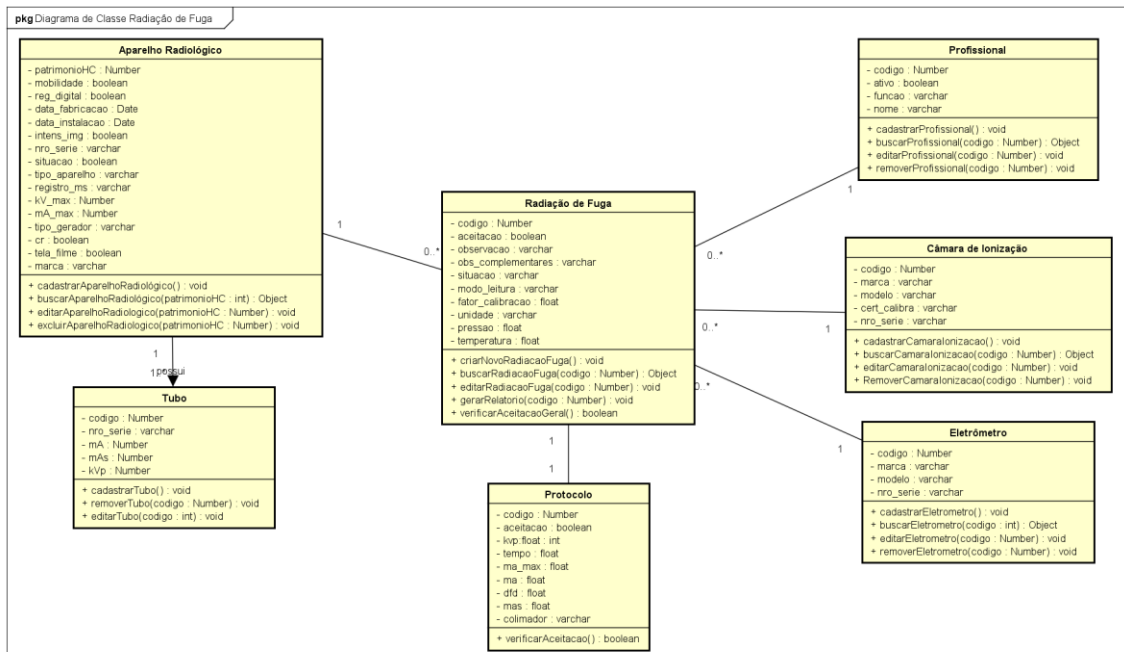 pkg Diagrama de Classe Radiação de Fuga
Aparelho Radiológico
- patrimonioHC : Number
- mobilidade : boolean
- reg_digital : boolean
- data_fabricacao : Date
- data_instalacao : Date
- intens_img : boolean
- nro_serie : varchar
- situacao : boolean
- tipo_aparelho : varchar
- registro_ms : varchar
- kV_max : Number
- mA_max : Number
- tipo_gerador : varchar
- cr : boolean
- tela_filme : boolean
- marca : varchar
+ cadastrarAparelhoRadiológico() : void
+ buscarAparelhoRadiológico(patrimonioHC : int) : Object
+ editarAparelhoRadiologico(patrimonioHC : Number) : void
+ excluirAparelhoRadiologico(patrimonioHC : Number) : void
1
0..*
1
1..*
possui
Tubo
- codigo : Number
- nro_serie : varchar
- mA : Number
- mAs : Number
- kVp : Number
+ cadastrarTubo() : void
+ removerTubo(codigo : Number) : void
+ editarTubo(codigo : int) : void
Radiação de Fuga
- codigo : Number
- aceitacao : boolean
- observacao : varchar
- obs_complementares : varchar
- situacao : varchar
- modo_leitura : varchar
- fator_calibracao : float
- unidade : varchar
- pressao : float
- temperatura : float
+ criarNovoRadiacaoFuga() : void
+ buscarRadiacaoFuga(codigo : Number) : Object
+ editarRadiacaoFuga(codigo : Number) : void
+ gerarRelatorio(codigo : Number) : void
+ verificarAceitacaoGeral() : boolean
1
1
Protocolo
- codigo : Number
- aceitacao : boolean
- kvp:float : int
- tempo : float
- ma_max : float
- ma : float
- dfd : float
- mas : float
- colimador : varchar
+ verificarAceitacao() : boolean
Profissional
- codigo : Number
- ativo : boolean
- funcao : varchar
- nome : varchar
+ cadastrarProfissional() : void
+ buscarProfissional(codigo : Number) : Object
+ editarProfissional(codigo : Number) : void
+ removerProfissional(codigo : Number) : void
1
0..*
Câmara de Ionização
- codigo : Number
- marca : varchar
- modelo : varchar
- cert_calibra : varchar
- nro_serie : varchar
+ cadastrarCamaraIonizacao() : void
+ buscarCamaraIonizacao(codigo : Number) : Object
+ editarCamaraIonizacao(codigo : Number) : void
+ RemoverCamaraIonizacao(codigo : Number) : void
0..*
1
Eletrômetro
- codigo : Number
- marca : varchar
- modelo : varchar
- nro_serie : varchar
+ cadastrarEletrometro() : void
+ buscarEletrometro(codigo : int) : Object
+ editarEletrometro(codigo : Number) : void
+ removerEletrometro(codigo : Number) : void
0..*
1